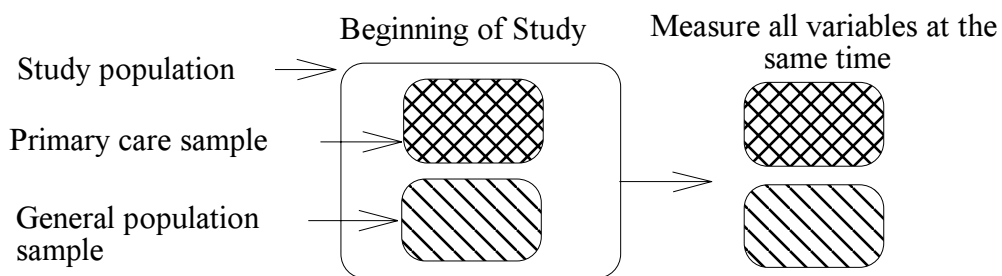 Beginning of Study
Measure all variables at the
same time
Study population
Primary care sample
General population
sample